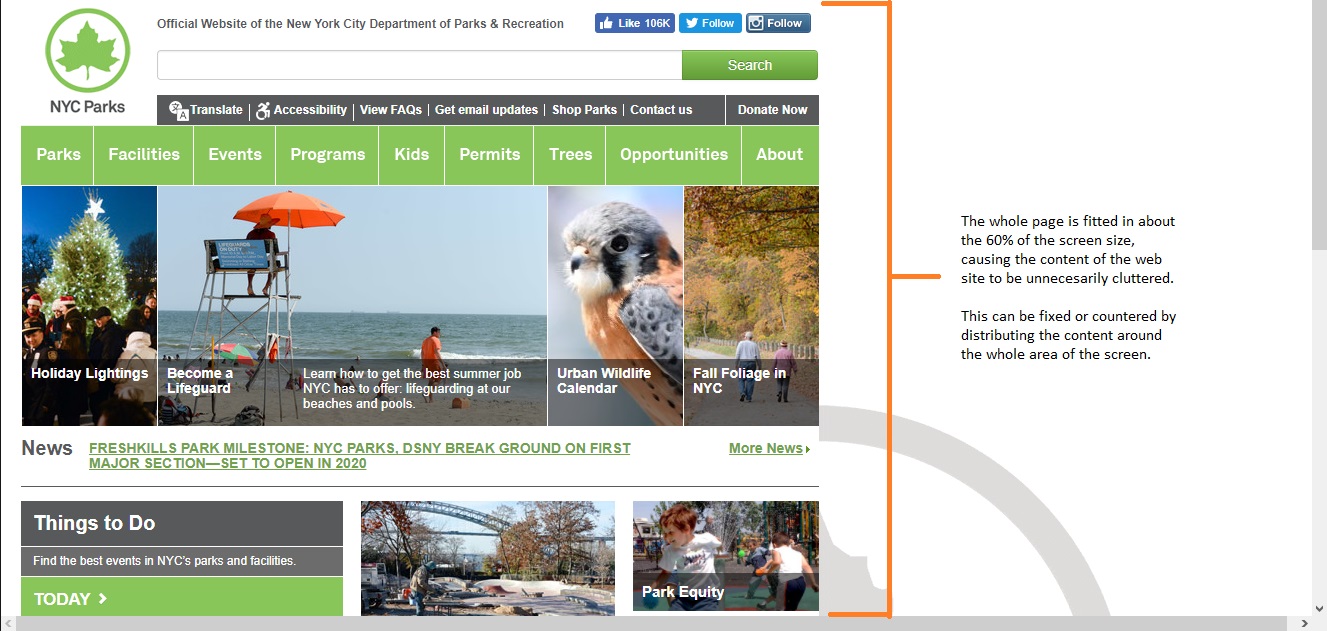 Official Website of the New York City Department of Parks & Recreation
Like 106K
Follow
Follow
NYC Parks
Search
Translate
Accessibility
View FAQs
Get email updates
Shop Parks
Contact us
Donate Now
Parks
Facilities
Events
Programs
Kids
Permits
Trees
Opportunities
About
LIFEGUARDS
ON DUTY
Holiday Lightings
Become a
Lifeguard
Learn how to get the best summer job
NYC has to offer: lifeguarding at our
beaches and pools.
Urban Wildlife
Calendar
Fall Foliage in
NYC
News
FRESHKILLS PARK MILESTONE: NYC PARKS, DSNY BREAK GROUND ON FIRST
MAJOR SECTION—SET TO OPEN IN 2020
More News
Things to Do
Find the best events in NYC's parks and facilities.
TODAY
Park Equity
The whole page is fitted in about
the 60% of the screen size,
causing the content of the web
site to be unnecesarily cluttered.
This can be fixed or countered by
distributing the content around
the whole area of the screen.